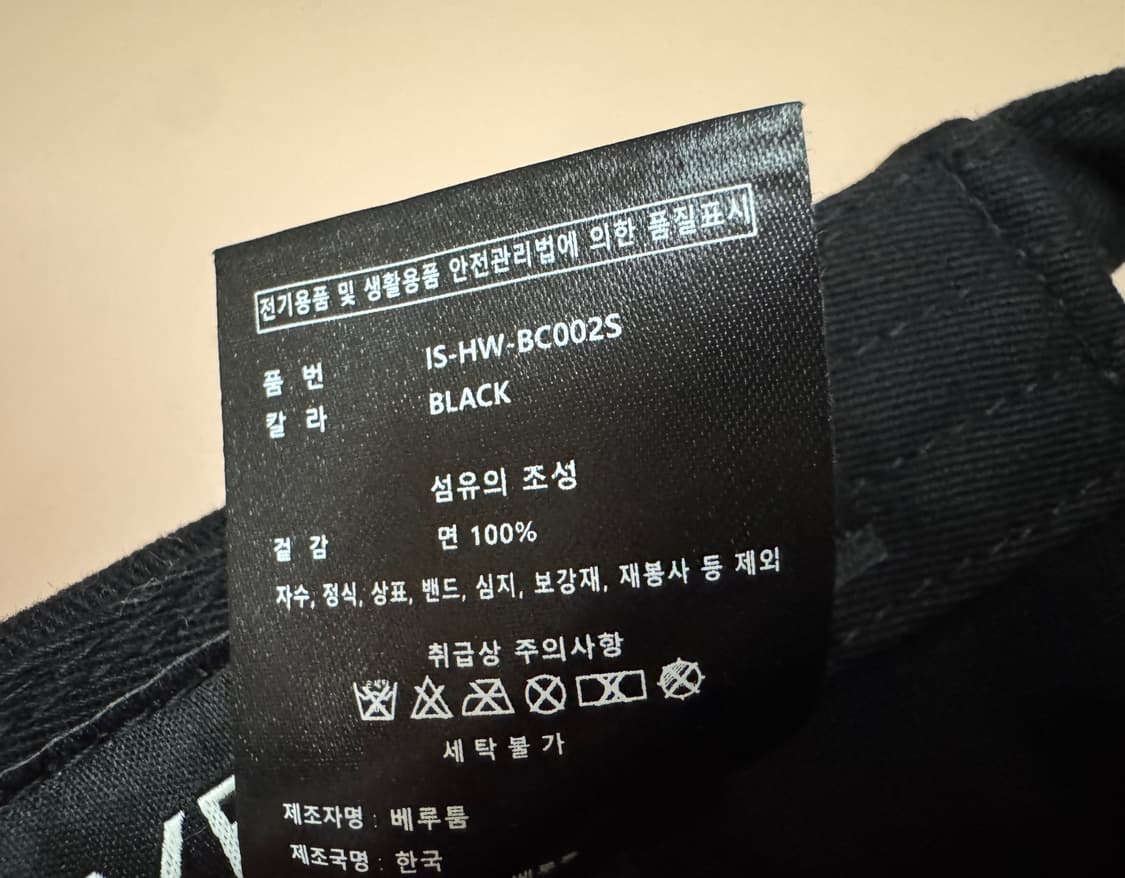 전기용품 및 생활용품 안전관리법에 의한 품질표시
품 번 IS-HW-BC002S
칼 라 BLACK
섬유의 조성
겉 감 면 100%
자수, 정식, 상표, 밴드, 심지, 보강재, 재봉사 등 제외
취급상 주의사항
세탁불가
제조자명 : 베루툼
제조국명 : 한국